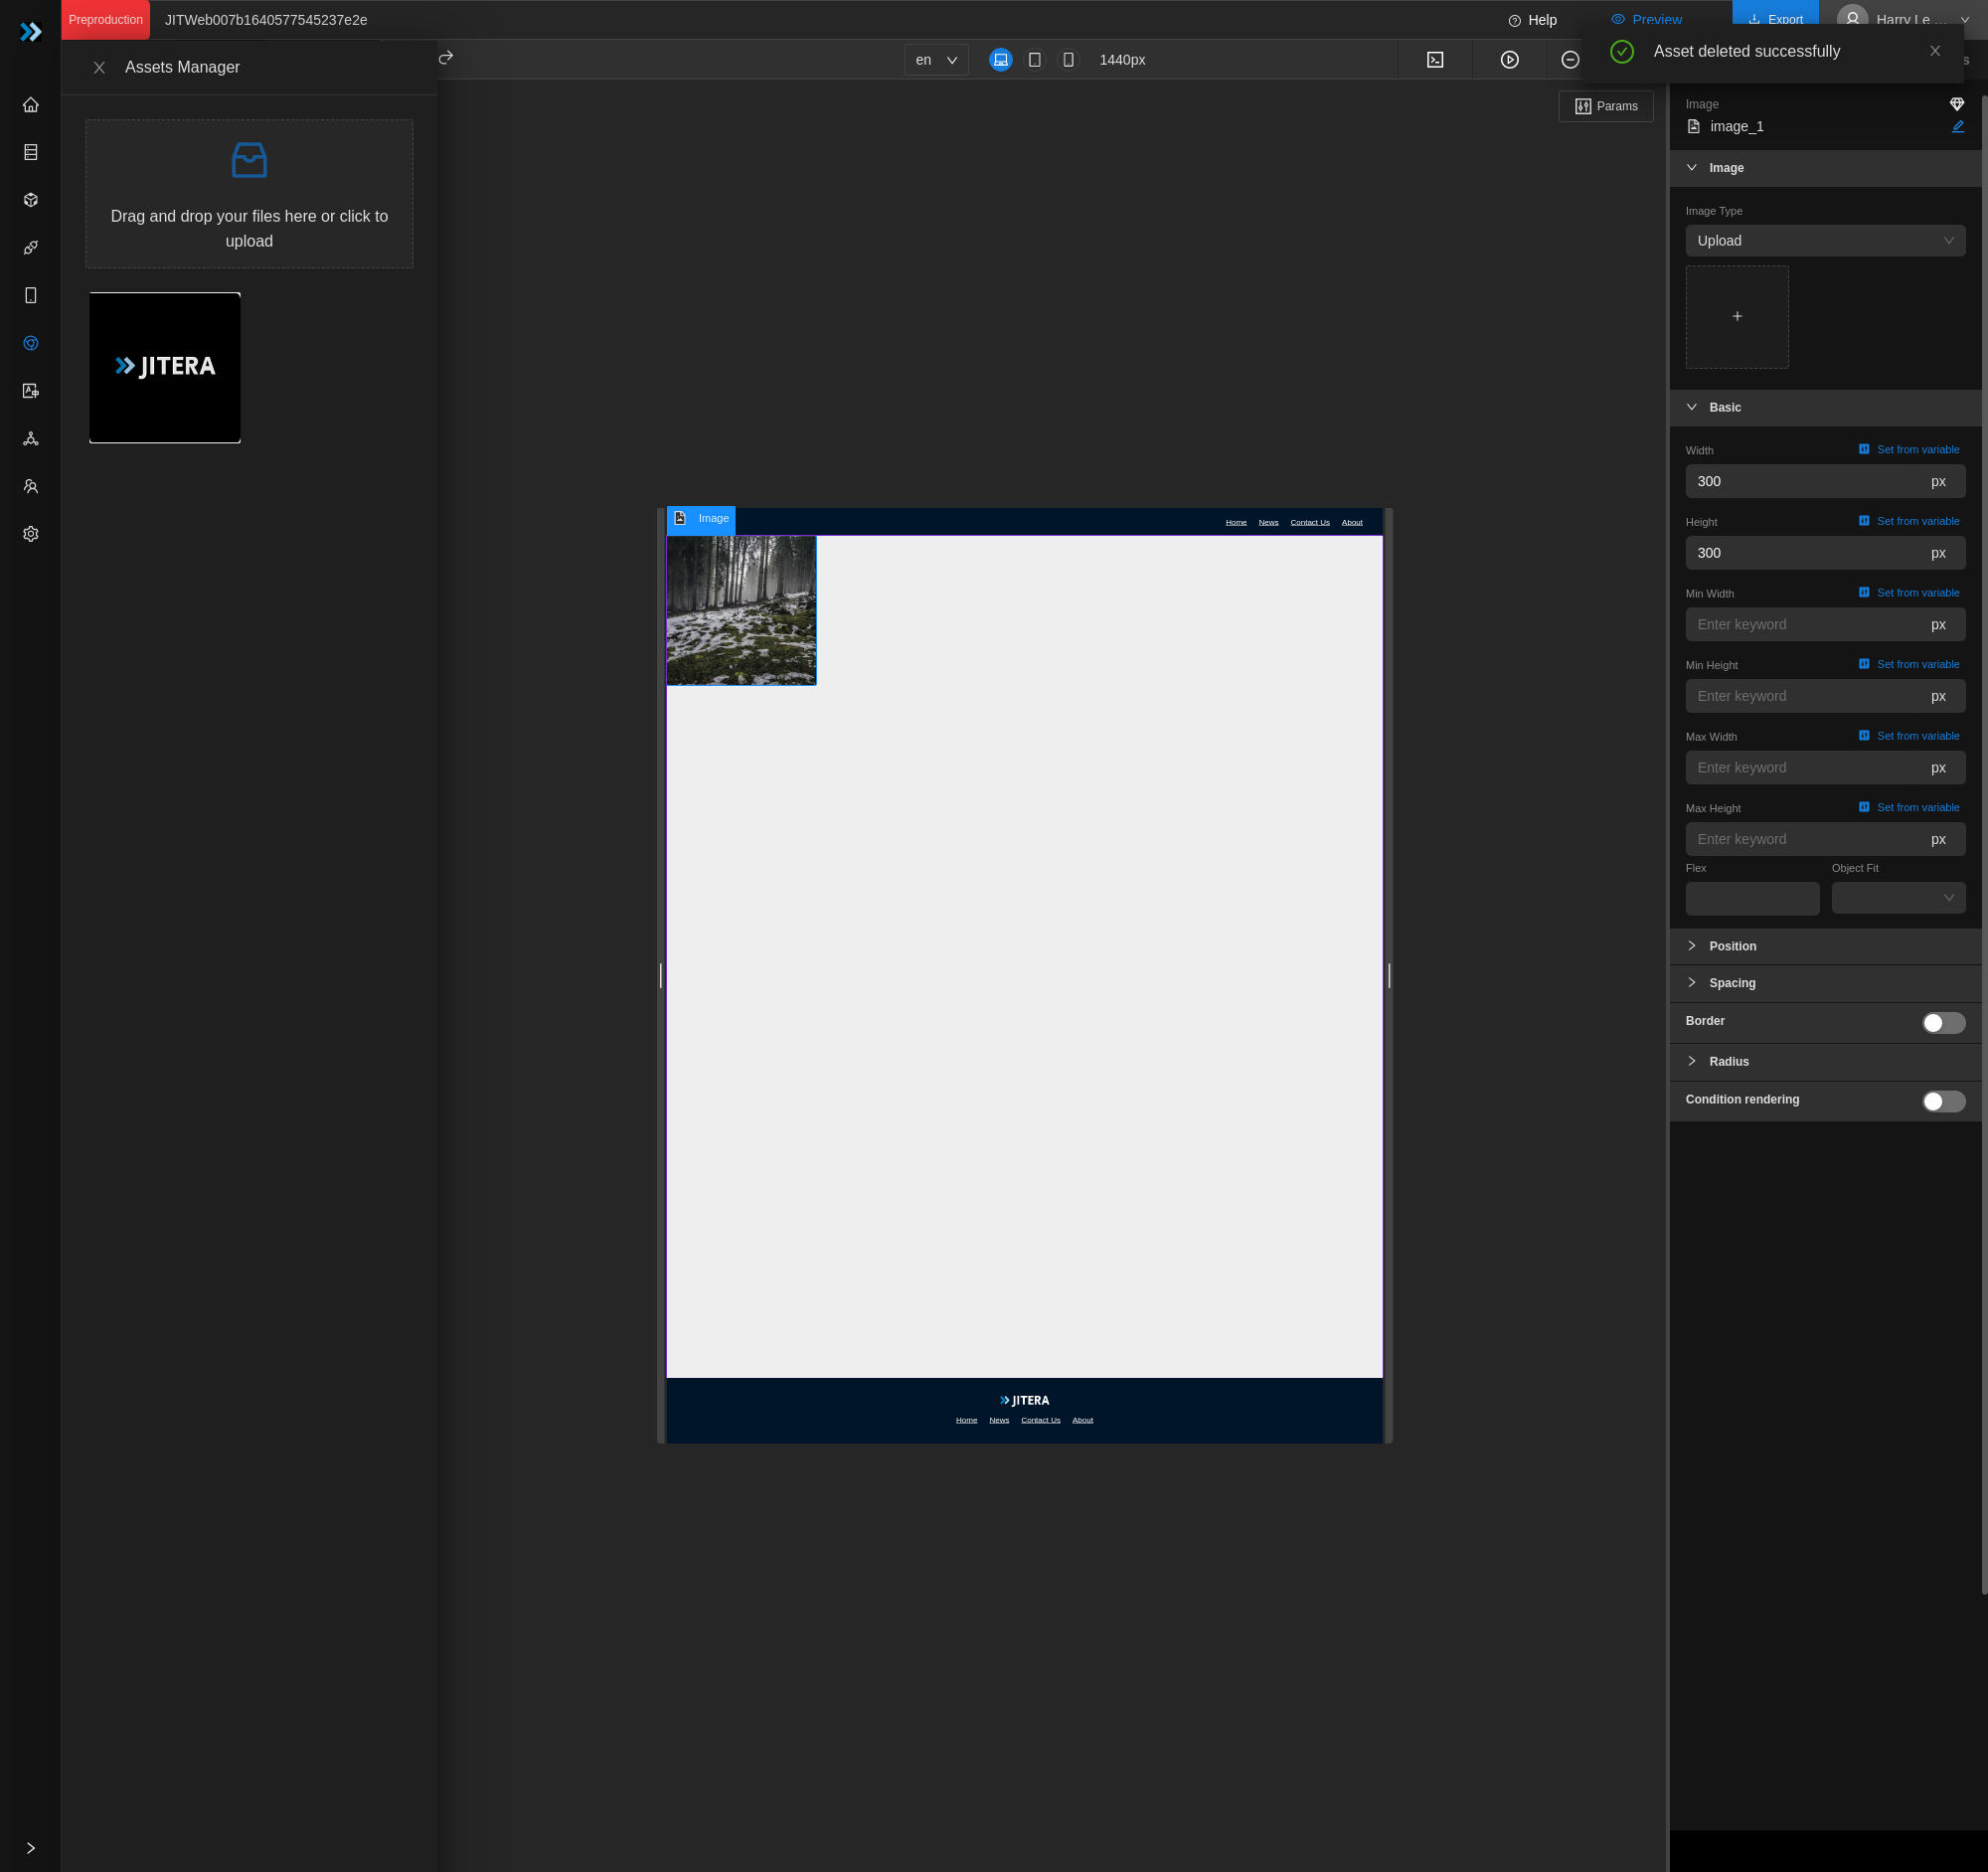 Preproduction
JITWeb007b1640577545237e2e
Help
Preview
Export
Harry Le ...
Assets Manager
en
1440px
Asset deleted successfully
Params
Drag and drop your files here or click to
upload
JITERA
Image
image_1
Image
Image Type
Upload
Basic
Width
Set from variable
300
px
Height
Set from variable
300
px
Min Width
Set from variable
Enter keyword
px
Min Height
Set from variable
Enter keyword
px
Max Width
Set from variable
Enter keyword
px
Max Height
Set from variable
Enter keyword
px
Flex
Object Fit
Position
Spacing
Border
Radius
Condition rendering
Image
Home
News
Contact Us
About
JITERA
Home
News
Contact Us
About